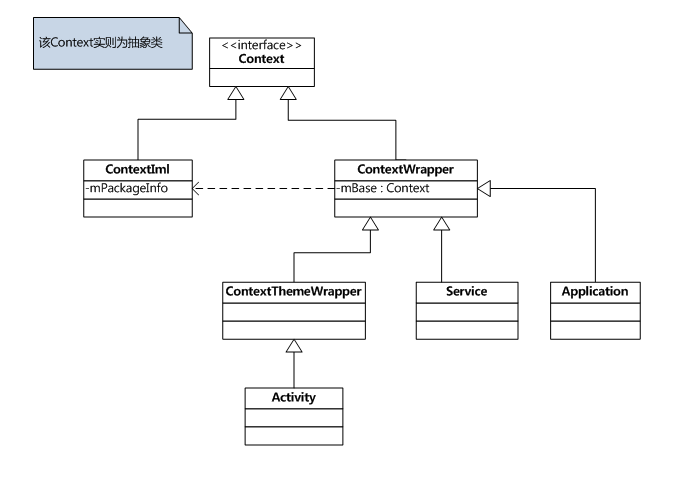 该Context实则为抽象类
<<interface>>
Context
ContextIml
-mPackageInfo
ContextWrapper
-mBase : Context
ContextThemeWrapper
Service
Application
Activity